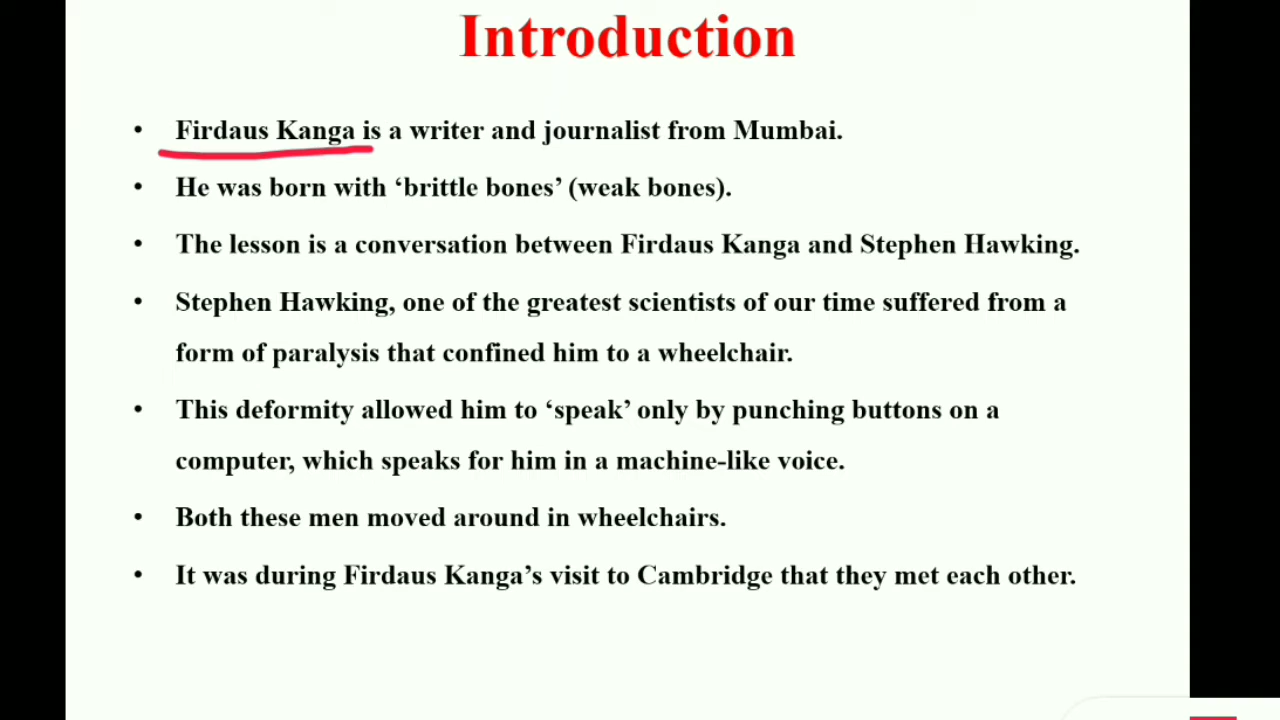 Introduction
• Firdaus Kanga is a writer and journalist from Mumbai.
• He was born with ‘brittle bones’ (weak bones).
• The lesson is a conversation between Firdaus Kanga and Stephen Hawking.
• Stephen Hawking, one of the greatest scientists of our time suffered from a
form of paralysis that confined him to a wheelchair.
• This deformity allowed him to ‘speak’ only by punching buttons on a
computer, which speaks for him in a machine-like voice.
• Both these men moved around in wheelchairs.
• It was during Firdaus Kanga’s visit to Cambridge that they met each other.